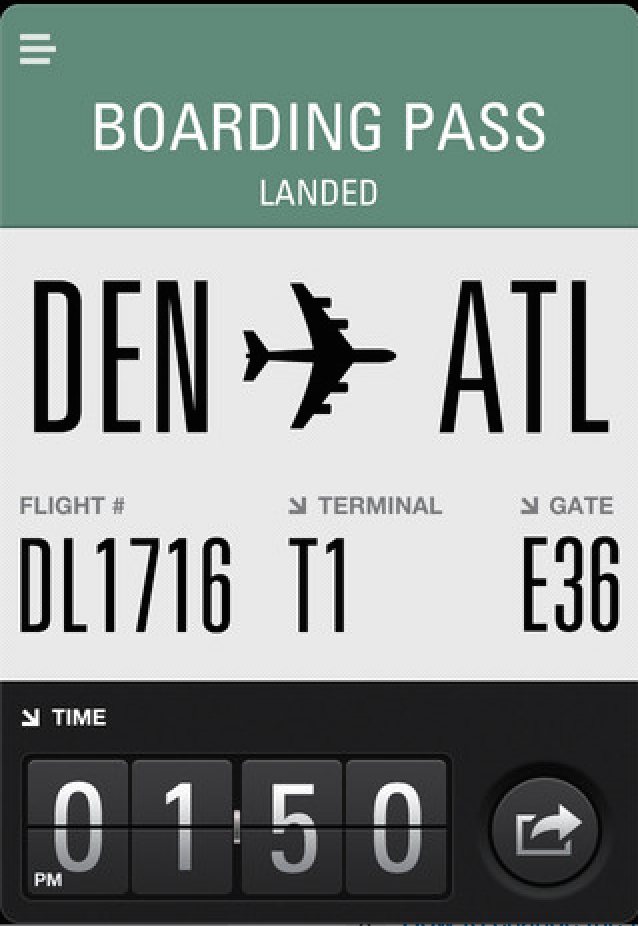 BOARDING PASS
LANDED
DEN ATL
FLIGHT # TERMINAL GATE
DL1716 T1 E36
TIME
01:50
PM